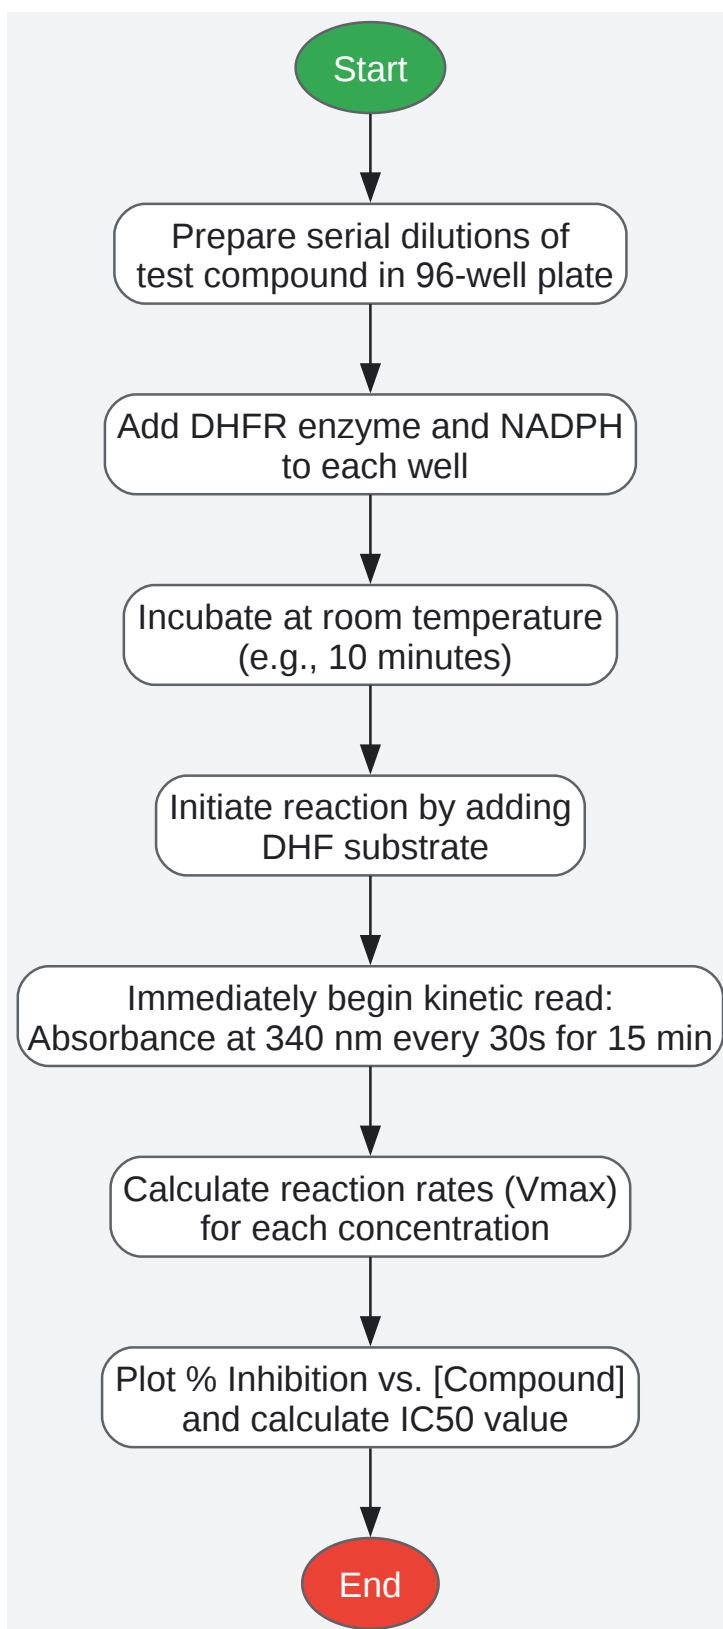 Start
Prepare serial dilutions of
test compound in 96-well plate
Add DHFR enzyme and NADPH
to each well
Incubate at room temperature
(e.g., 10 minutes)
Initiate reaction by adding
DHF substrate
Immediately begin kinetic read:
Absorbance at 340 nm every 30s for 15 min
Calculate reaction rates (Vmax)
for each concentration
Plot % Inhibition vs. [Compound]
and calculate IC50 value
End